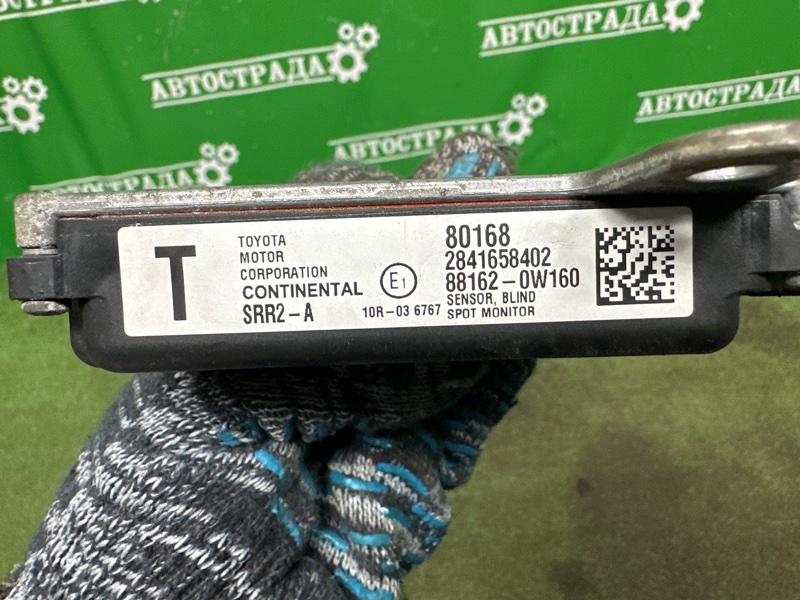 АВТОСТРАДА
АВТОСТРАДА
АВТОСТРАДА
АВТОСТРАДА
АВТОСТРАДА
T
TOYOTA
MOTOR
CORPORATION
CONTINENTAL
SRR2-A
E1
10R-03 6767
80168
2841658402
88162-0W160
SENSOR, BLIND
SPOT MONITOR